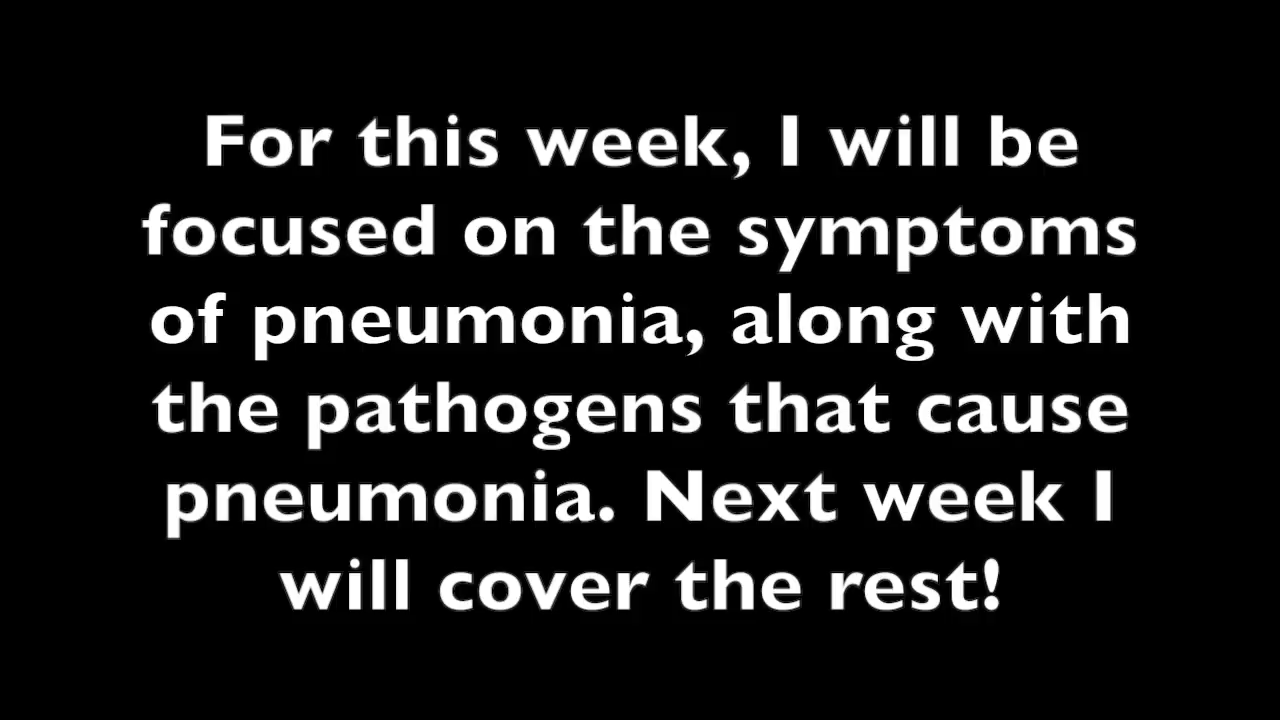 For this week, I will be
focused on the symptoms
of pneumonia, along with
the pathogens that cause
pneumonia. Next week I
will cover the rest!